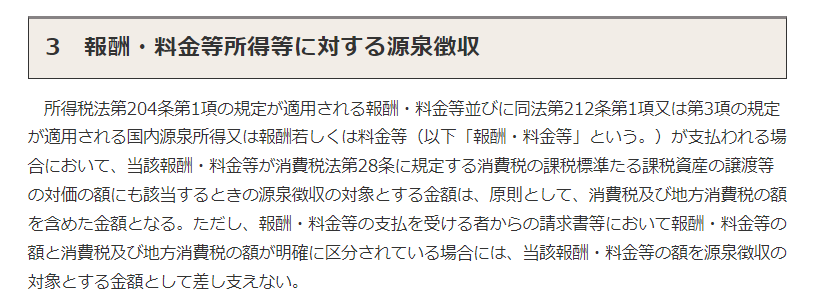 3　報酬・料金等所得等に対する源泉徴収
　所得税法第204条第1項の規定が適用される報酬・料金等並びに同法第212条第1項又は第3項の規定
が適用される国内源泉所得又は報酬若しくは料金等（以下「報酬・料金等」という。）が支払われる場
合において、当該報酬・料金等が消費税法第28条に規定する消費税の課税標準たる課税資産の譲渡等
の対価の額にも該当するときの源泉徴収の対象とする金額は、原則として、消費税及び地方消費税の額
を含めた金額となる。ただし、報酬・料金等の支払を受ける者からの請求書等において報酬・料金等の
額と消費税及び地方消費税の額が明確に区分されている場合には、当該報酬・料金等の額を源泉徴収の
対象とする金額として差し支えない。